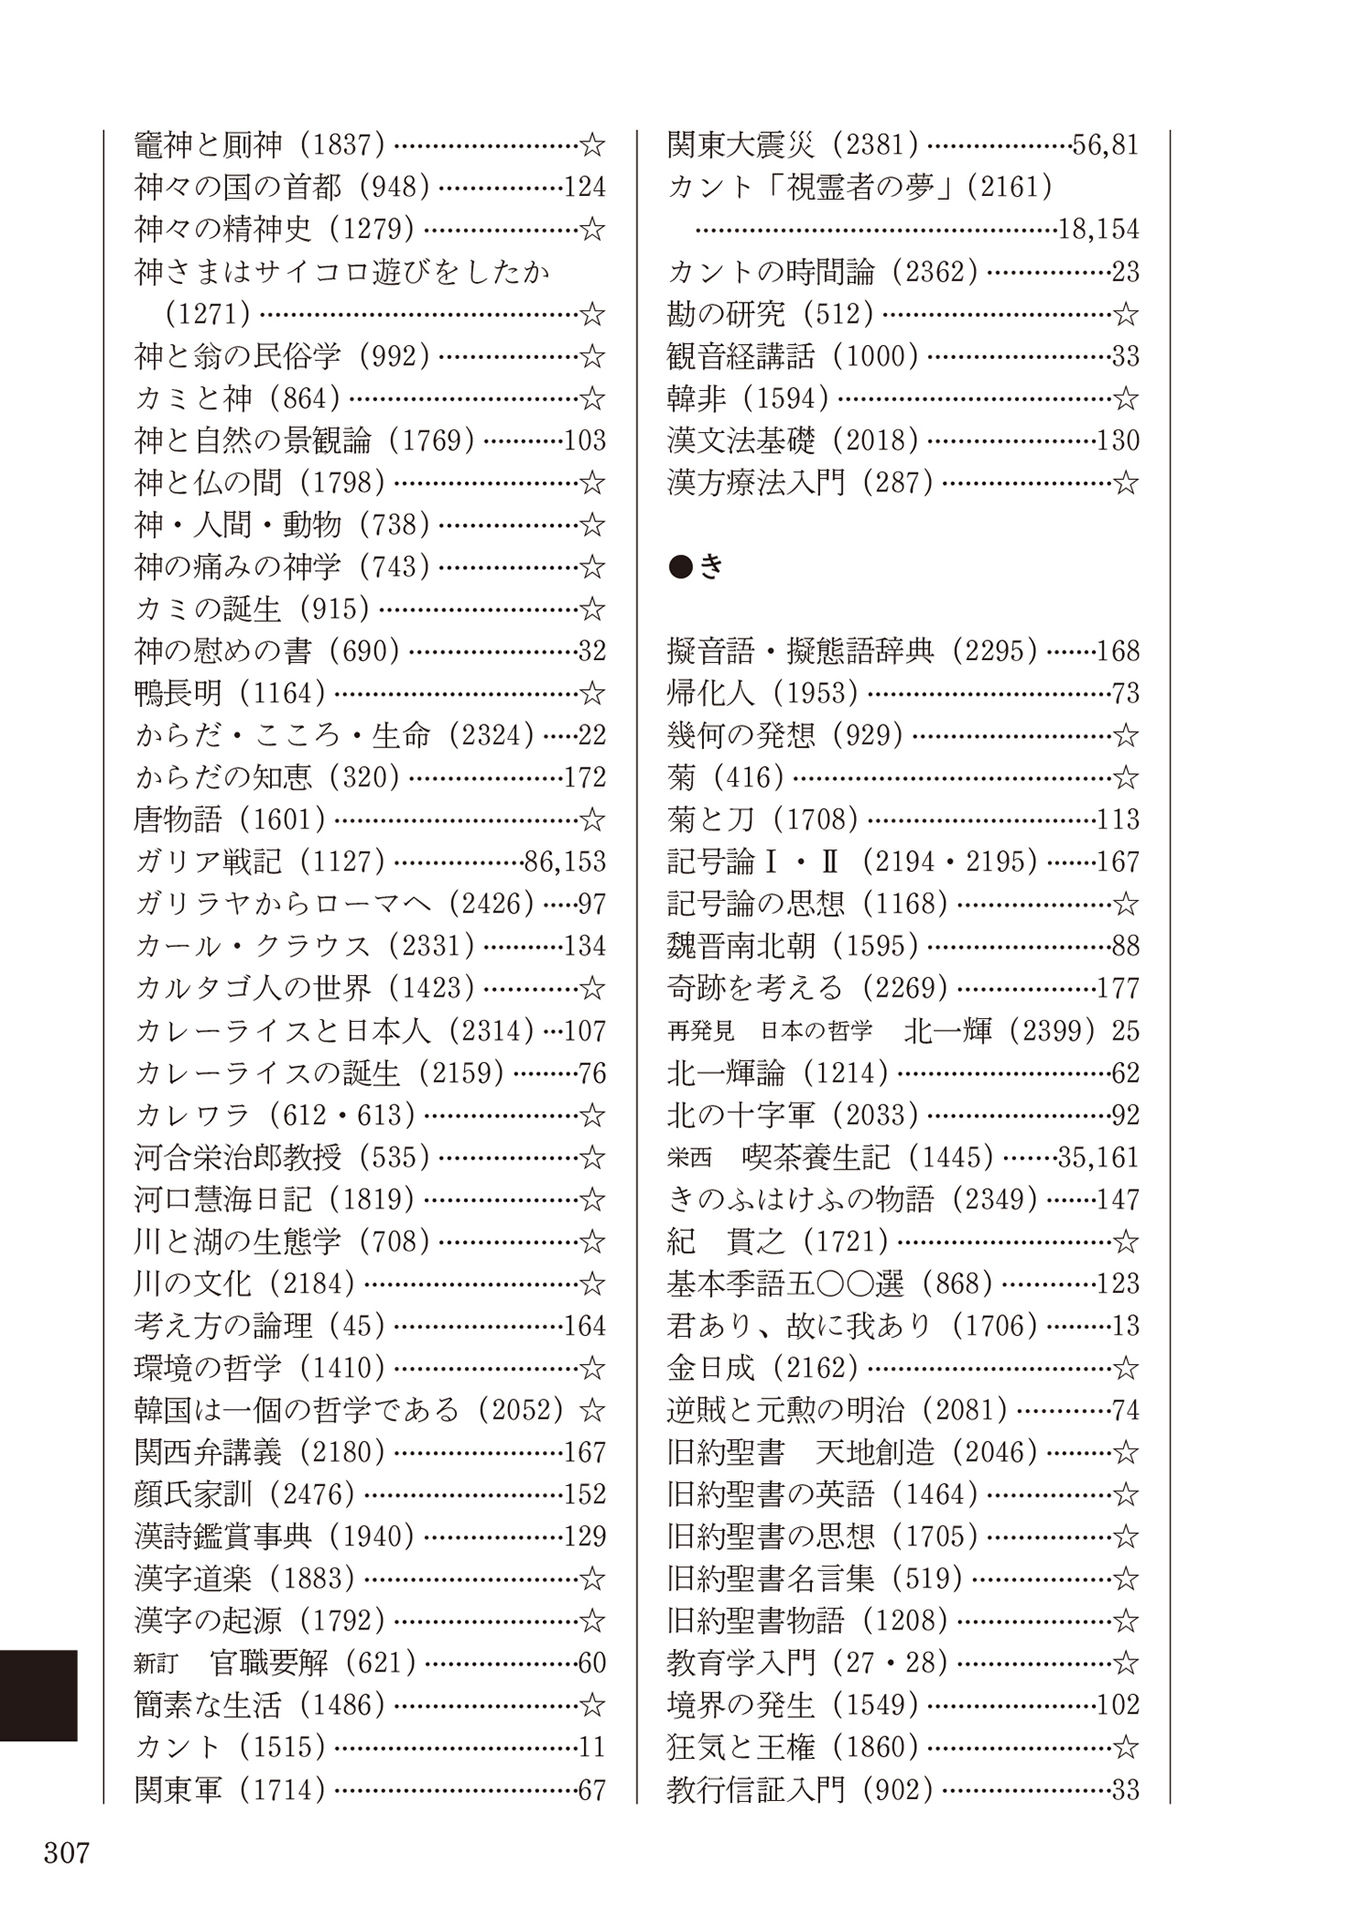 竈神と厠神（1837）························☆
神々の国の首都（948）················124
神々の精神史（1279）····················☆
神さまはサイコロ遊びをしたか
（1271）·········································☆
神と翁の民俗学（992）··················☆
カミと神（864）······························☆
神と自然の景観論（1769）···········103
神と仏の間（1798）························☆
神・人間・動物（738）··················☆
神の痛みの神学（743）··················☆
カミの誕生（915）··························☆
神の慰めの書（690）······················32
鴨長明（1164）································☆
からだ・こころ・生命（2324）·····22
からだの知恵（320）····················172
唐物語（1601）································☆
ガリア戦記（1127）·················86,153
ガリラヤからローマへ（2426）·····97
カール・クラウス（2331）···········134
カルタゴ人の世界（1423）············☆
カレーライスと日本人（2314）···107
カレーライスの誕生（2159）·········76
カレワラ（612・613）····················☆
河合栄治郎教授（535）··················☆
河口慧海日記（1819）····················☆
川と湖の生態学（708）··················☆
川の文化（2184）····························☆
考え方の論理（45）······················164
環境の哲学（1410）························☆
韓国は一個の哲学である（2052）☆
関西弁講義（2180）······················167
顔氏家訓（2476）··························152
漢詩鑑賞事典（1940）··················129
漢字道楽（1883）····························☆
漢字の起源（1792）························☆
新訂　官職要解（621）····················60
簡素な生活（1486）························☆
カント（1515）································11
関東軍（1714）································67
関東大震災（2381）···················56,81
カント「視霊者の夢」（2161）
···············································18,154
カントの時間論（2362）················23
勘の研究（512）······························☆
観音経講話（1000）························33
韓非（1594）···································☆
漢文法基礎（2018）······················130
漢方療法入門（287）······················☆
●き
擬音語・擬態語辞典（2295）·······168
帰化人（1953）································73
幾何の発想（929）··························☆
菊（416）·········································☆
菊と刀（1708）······························113
記号論Ⅰ・Ⅱ（2194・2195）·······167
記号論の思想（1168）····················☆
魏晋南北朝（1595）························88
奇跡を考える（2269）··················177
再発見　日本の哲学　北一輝（2399）25
北一輝論（1214）····························62
北の十字軍（2033）························92
栄西　喫茶養生記（1445）·······35,161
きのふはけふの物語（2349）·······147
紀　貫之（1721）····························☆
基本季語五〇〇選（868）············123
君あり、故に我あり（1706）·········13
金日成（2162）································☆
逆賊と元勲の明治（2081）············74
旧約聖書　天地創造（2046）·········☆
旧約聖書の英語（1464）················☆
旧約聖書の思想（1705）················☆
旧約聖書名言集（519）··················☆
旧約聖書物語（1208）····················☆
教育学入門（27・28）····················☆
境界の発生（1549）······················102
狂気と王権（1860）························☆
教行信証入門（902）······················33
307